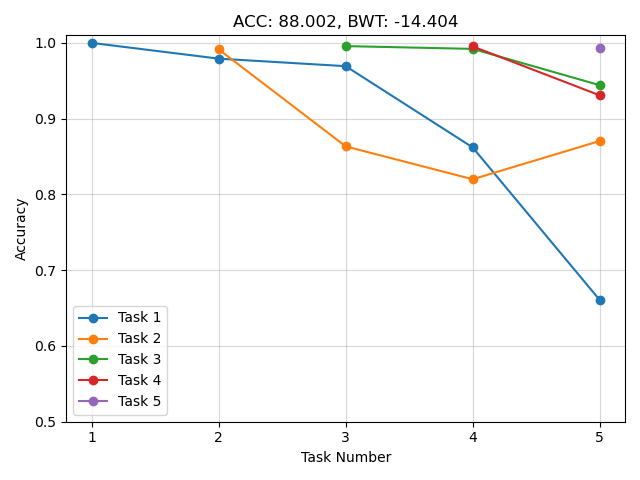 ACC: 88.002, BWT: -14.404
Accuracy
1.0
0.9
0.8
0.7
0.6
0.5
Task 1
Task 2
Task 3
Task 4
Task 5
1 2 3 4 5
Task Number